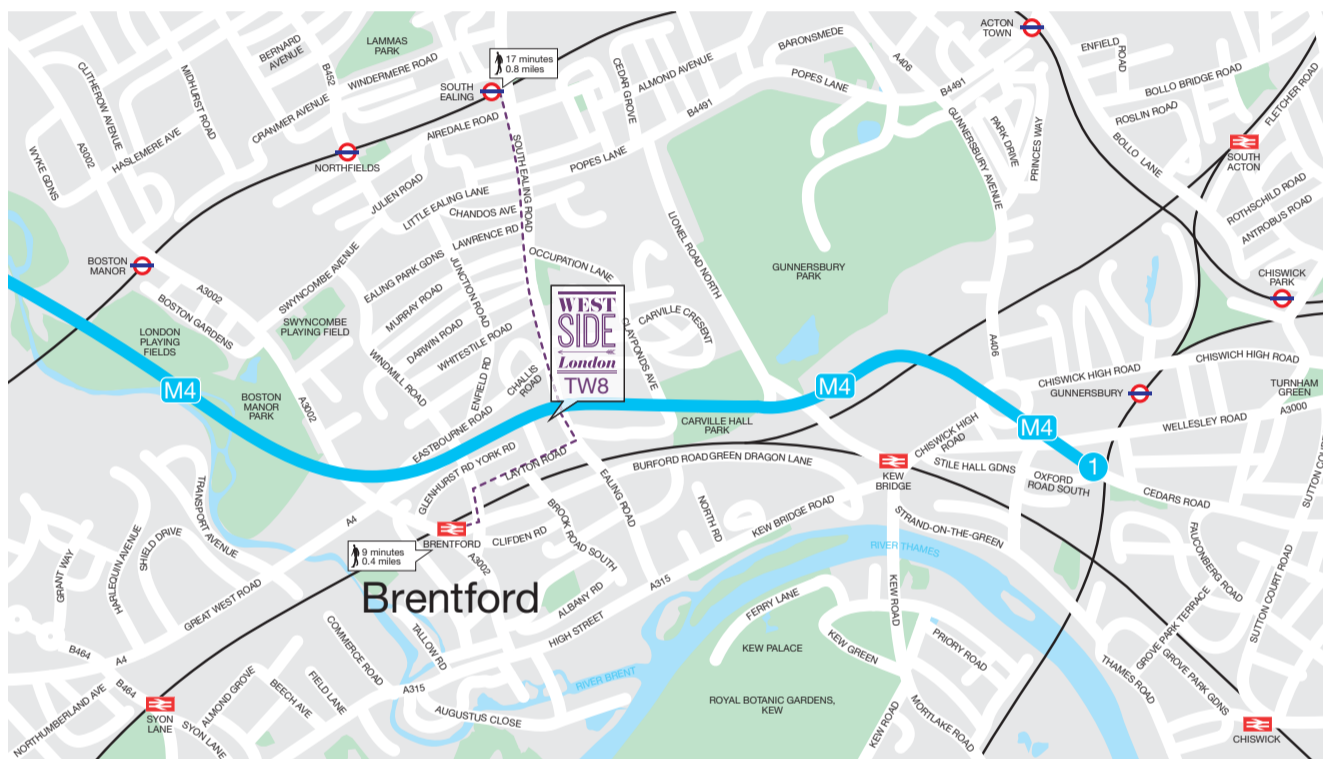 LAMMAS
PARK
BERNARD
AVENUE
WINDERMERE ROAD
B452
CLITHEROW AVENUE
MIDHURST ROAD
CRANMER AVENUE
HASLEMERE AVE
A3002
WYKE GDNS
17 minutes
0.8 miles
SOUTH
EALING
AIREDALE ROAD
NORTHFIELDS
CEDAR GROVE
ALMOND AVENUE
B4491
POPES LANE
BARONSMEDE
POPES LANE
A406
B4491
ACTON
TOWN
ENFIELD
ROAD
BOLLO BRIDGE ROAD
ROSLIN ROAD
FLETCHER ROAD
BOLLO LANE
SOUTH
ACTON
GUNNERSBURY AVENUE
PARK DRIVE
PRINCES WAY
ROTHSCHILD ROAD
ANTROBUS ROAD
CHISWICK
PARK
SOUTH EALING ROAD
JULIEN ROAD
LITTLE EALING LANE
CHANDOS AVE
LAWRENCE RD
OCCUPATION LANE
LIONEL ROAD NORTH
GUNNERSBURY
PARK
BOSTON
MANOR
A3002
BOSTON GARDENS
SWYNCOMBE AVENUE
SWYNCOMBE
PLAYING FIELD
EALING PARK GDNS
MURRAY ROAD
JUNCTION ROAD
DARWIN ROAD
WHITESTILE ROAD
WINDMILL ROAD
LONDON
PLAYING
FIELDS
M4
BOSTON
MANOR
PARK
A3002
ENFIELD RD
CHALLIS
ROAD
EASTBOURNE ROAD
WEST
SIDE
London
TW8
CLAYPONDS AVE
CARVILLE CRESENT
CARVILLE HALL
PARK
M4
A406
CHISWICK HIGH ROAD
CHISWICK HIGH ROAD
GUNNERSBURY
TURNHAM
GREEN
A3000
WELLESLEY ROAD
M4
1
CHISWICK HIGH
ROAD
STILE HALL GDNS
OXFORD
ROAD SOUTH
CEDARS ROAD
KEW
BRIDGE
BURFORD ROAD
GREEN DRAGON LANE
GLENHURST RD
YORK RD
LAYTON ROAD
EALING ROAD
NORTH RD
KEW BRIDGE ROAD
STRAND-ON-THE-GREEN
RIVER THAMES
TRANSPORT AVENUE
A4
BRENTFORD
9 minutes
0.4 miles
A3002
CLIFDEN RD
BROOK ROAD SOUTH
Brentford
ALBANY RD
A315
HIGH STREET
GRANT WAY
HARLEQUIN AVENUE
SHIELD DRIVE
GREAT WEST ROAD
B464
A4
B464
COMMERCE ROAD
TALLOW RD
NORTHUMBERLAND AVE
SYON
LANE
SYON LANE
ALMOND GROVE
BEECH AVE
FIELD LANE
A315
AUGUSTUS CLOSE
RIVER BRENT
FERRY LANE
KEW PALACE
KEW GREEN
KEW ROAD
PRIORY ROAD
ROYAL BOTANIC GARDENS,
KEW
KEW ROAD
MORTLAKE ROAD
THAMES ROAD
GROVE PARK TERRACE
GROVE PARK GDNS
FALCONBERG ROAD
SUTTON COURT ROAD
CHISWICK